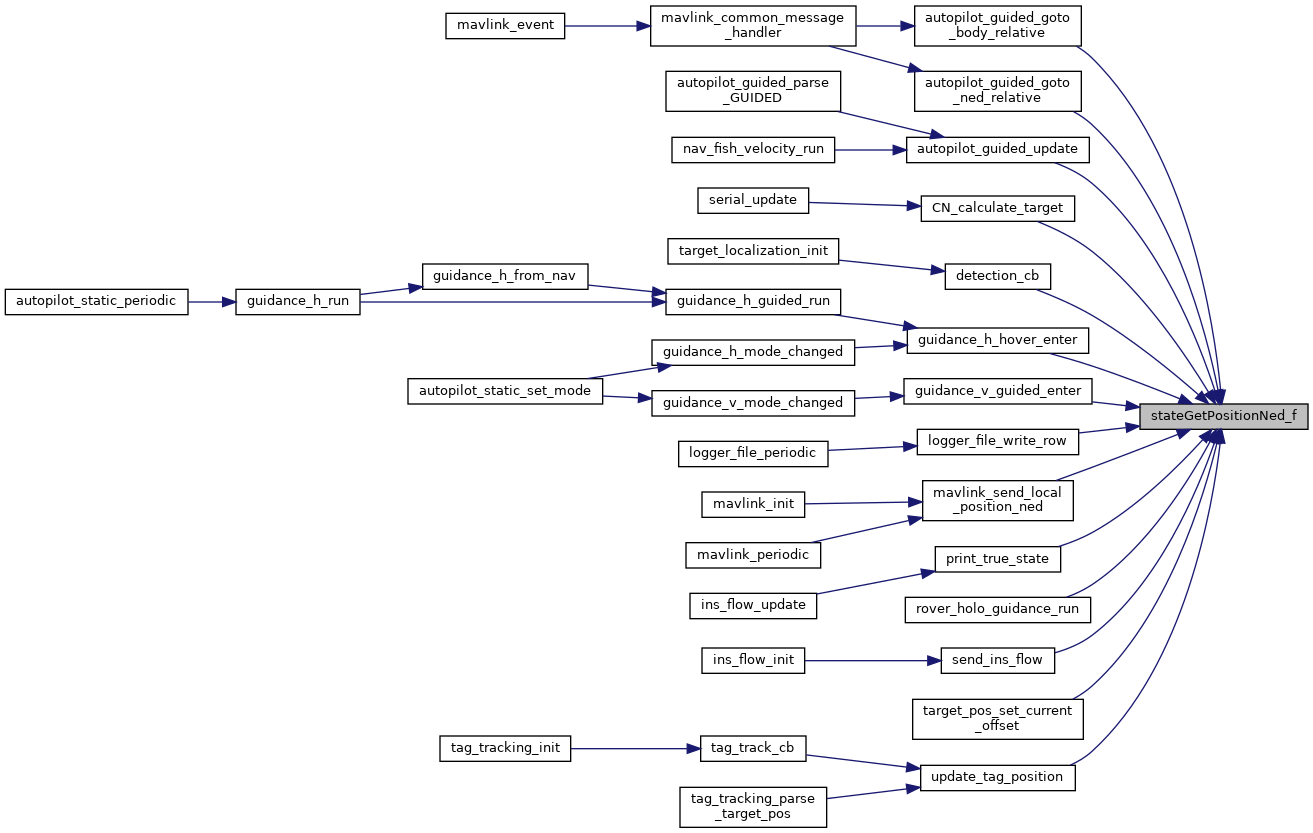 mavlink_event
mavlink_common_message
_handler
autopilot_guided_goto
_body_relative
autopilot_guided_parse
_GUIDED
autopilot_guided_goto
_ned_relative
nav_fish_velocity_run
autopilot_guided_update
serial_update
CN_calculate_target
target_localization_init
detection_cb
autopilot_static_periodic
guidance_h_run
guidance_h_from_nav
guidance_h_guided_run
guidance_h_hover_enter
guidance_h_mode_changed
autopilot_static_set_mode
guidance_v_mode_changed
guidance_v_guided_enter
stateGetPositionNed_f
logger_file_periodic
logger_file_write_row
mavlink_init
mavlink_send_local
_position_ned
mavlink_periodic
print_true_state
ins_flow_update
rover_holo_guidance_run
ins_flow_init
send_ins_flow
target_pos_set_current
_offset
tag_tracking_init
tag_track_cb
update_tag_position
tag_tracking_parse
_target_pos